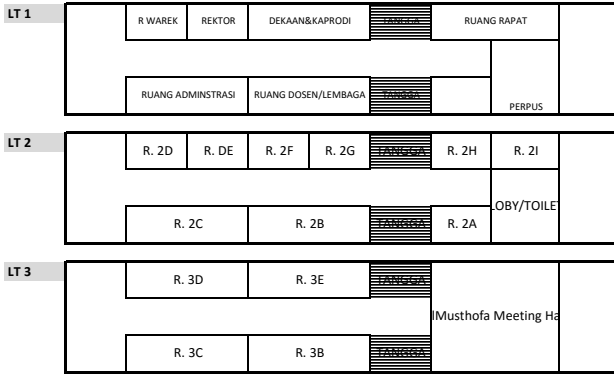 LT 1
R WAREK REKTOR DEKAAN&KAPRODI TANGGA RUANG RAPAT
RUANG ADMINSTRASI RUANG DOSEN/LEMBAGA TANGGA
PERPUS
LT 2
R. 2D R. DE R. 2F R. 2G TANGGA R. 2H R. 2I
LOBY/TOILET
R. 2C R. 2B TANGGA R. 2A
LT 3
R. 3D R. 3E TANGGA
Musthofa Meeting Ha
R. 3C R. 3B TANGGA